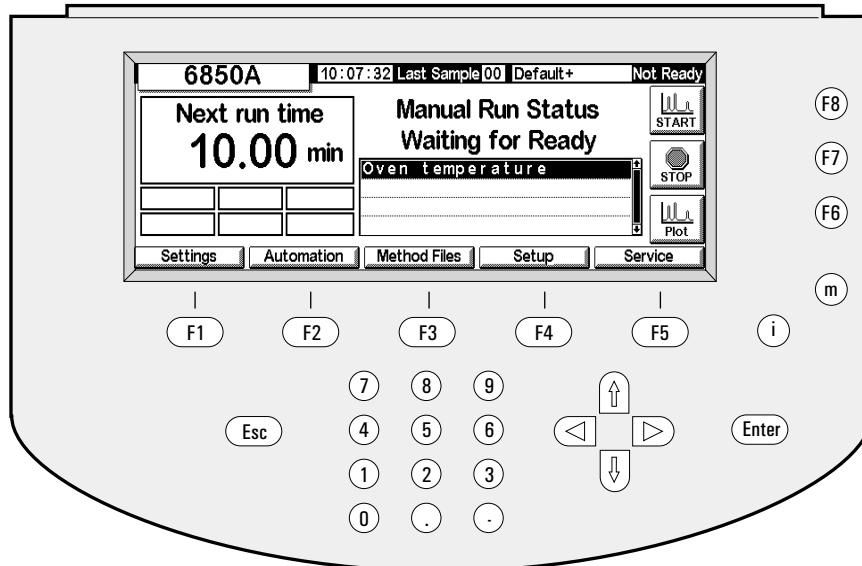 6850A 10:07:32 Last Sample 00 Default+ Not Ready
Next run time
10.00 min
Manual Run Status
Waiting for Ready
Oven temperature
START
STOP
Plot
Settings Automation Method Files Setup Service
F8
F7
F6
m
F1 F2 F3 F4 F5 i
7 8 9
Esc 4 5 6 Enter
1 2 3
0 . -